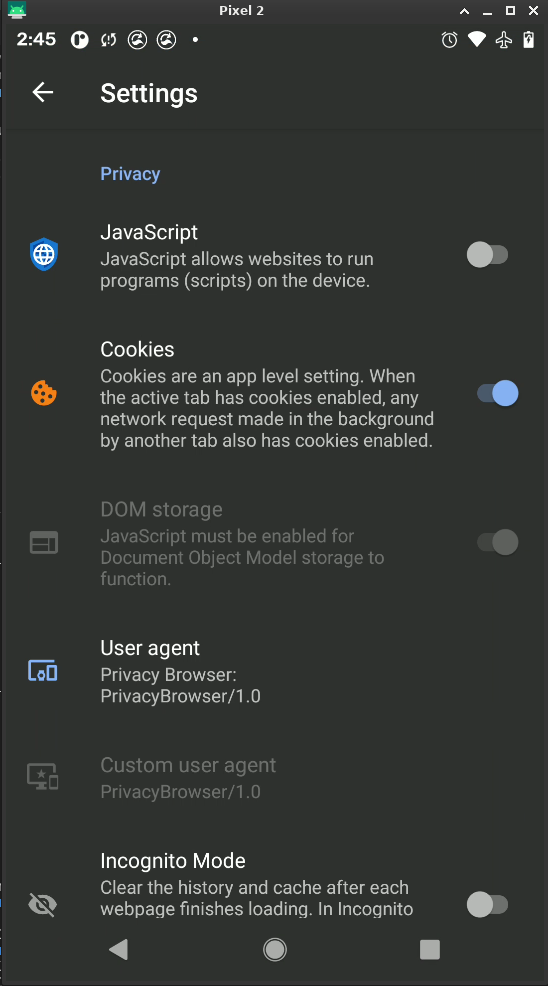 Pixel 2
2:45
Settings
Privacy
JavaScript
JavaScript allows websites to run
programs (scripts) on the device.
Cookies
Cookies are an app level setting. When
the active tab has cookies enabled, any
network request made in the background
by another tab also has cookies enabled.
DOM storage
JavaScript must be enabled for
Document Object Model storage to
function.
User agent
Privacy Browser:
PrivacyBrowser/1.0
Custom user agent
PrivacyBrowser/1.0
Incognito Mode
Clear the history and cache after each
webpage finishes loading. In Incognito